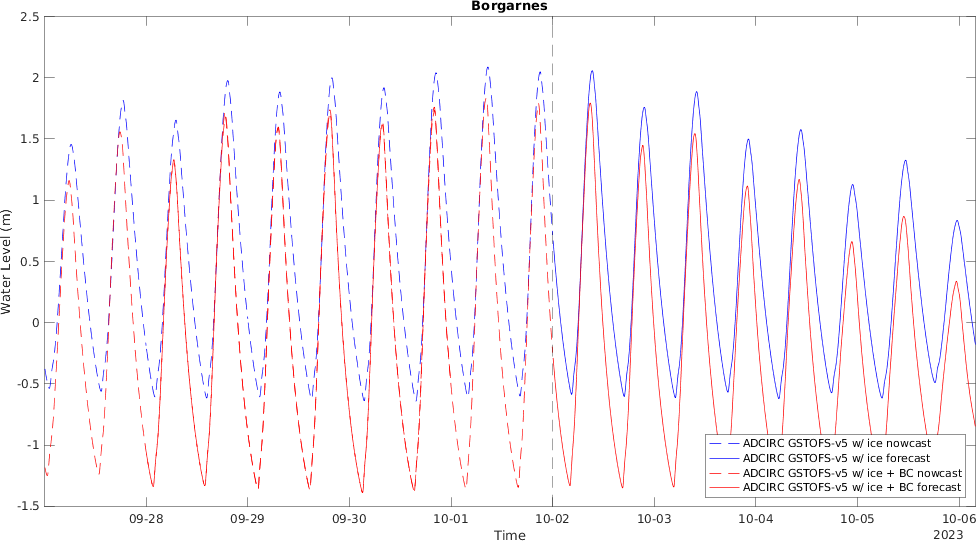 Borgarnes
2.5
2
1.5
1
0.5
0
-0.5
-1
-1.5
Water Level (m)
09-28 09-29 09-30 10-01 10-02 10-03 10-04 10-05 10-06
Time
2023
ADCIRC GSTOFS-v5 w/ ice nowcast
ADCIRC GSTOFS-v5 w/ ice forecast
ADCIRC GSTOFS-v5 w/ ice + BC nowcast
ADCIRC GSTOFS-v5 w/ ice + BC forecast